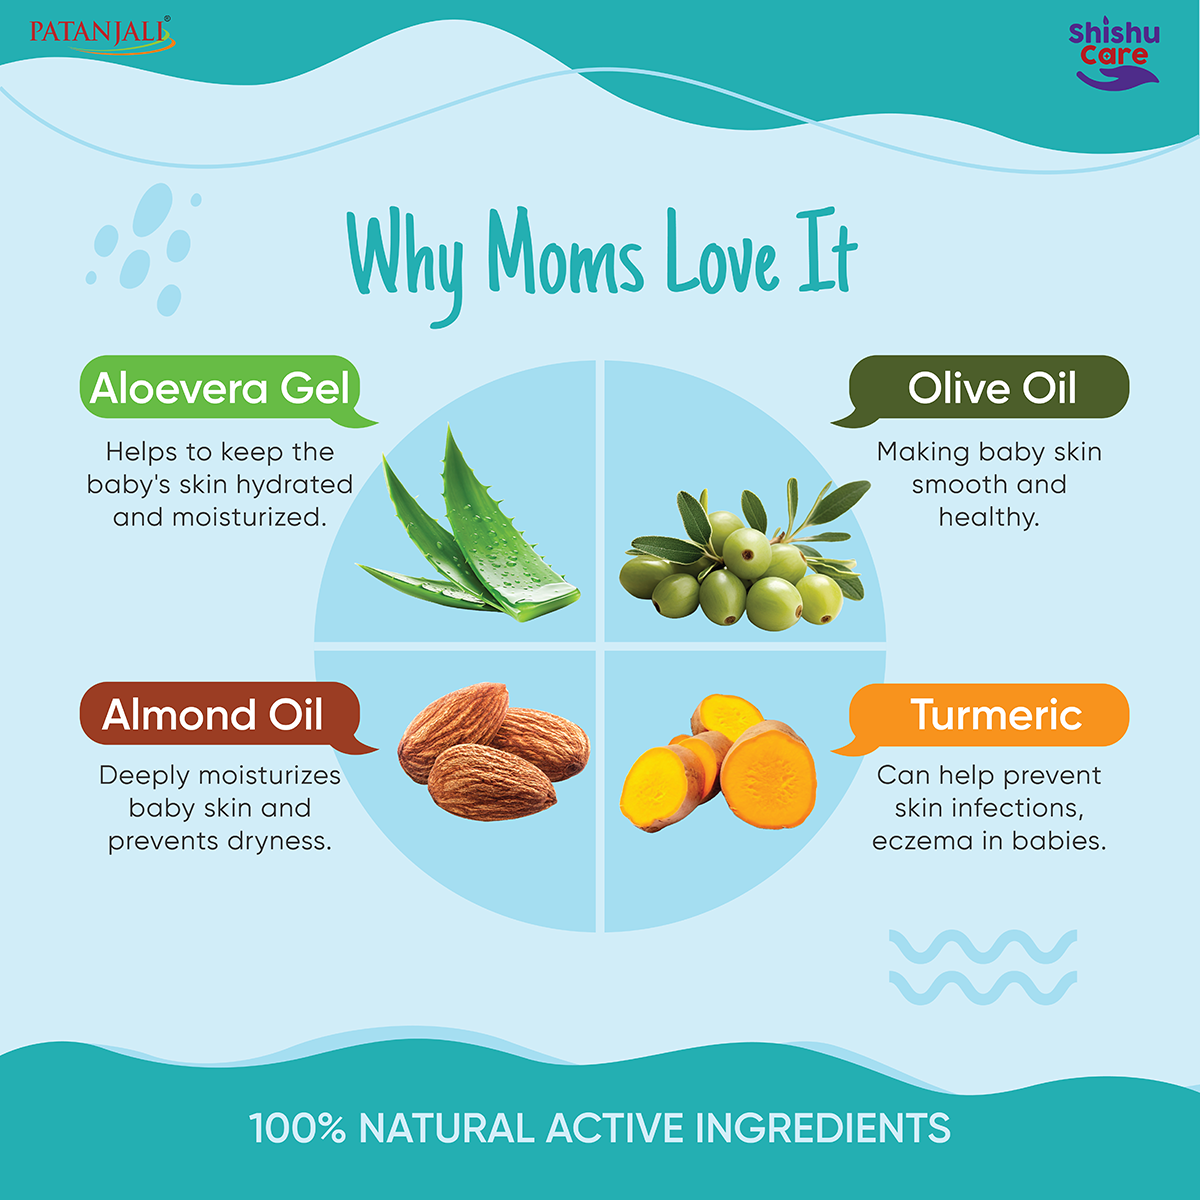 PATANJALI®
Shishu
Care
Why Moms Love It
Aloevera Gel
Helps to keep the
baby's skin hydrated
and moisturized.
Olive Oil
Making baby skin
smooth and
healthy.
Almond Oil
Deeply moisturizes
baby skin and
prevents dryness.
Turmeric
Can help prevent
skin infections,
eczema in babies.
100% NATURAL ACTIVE INGREDIENTS